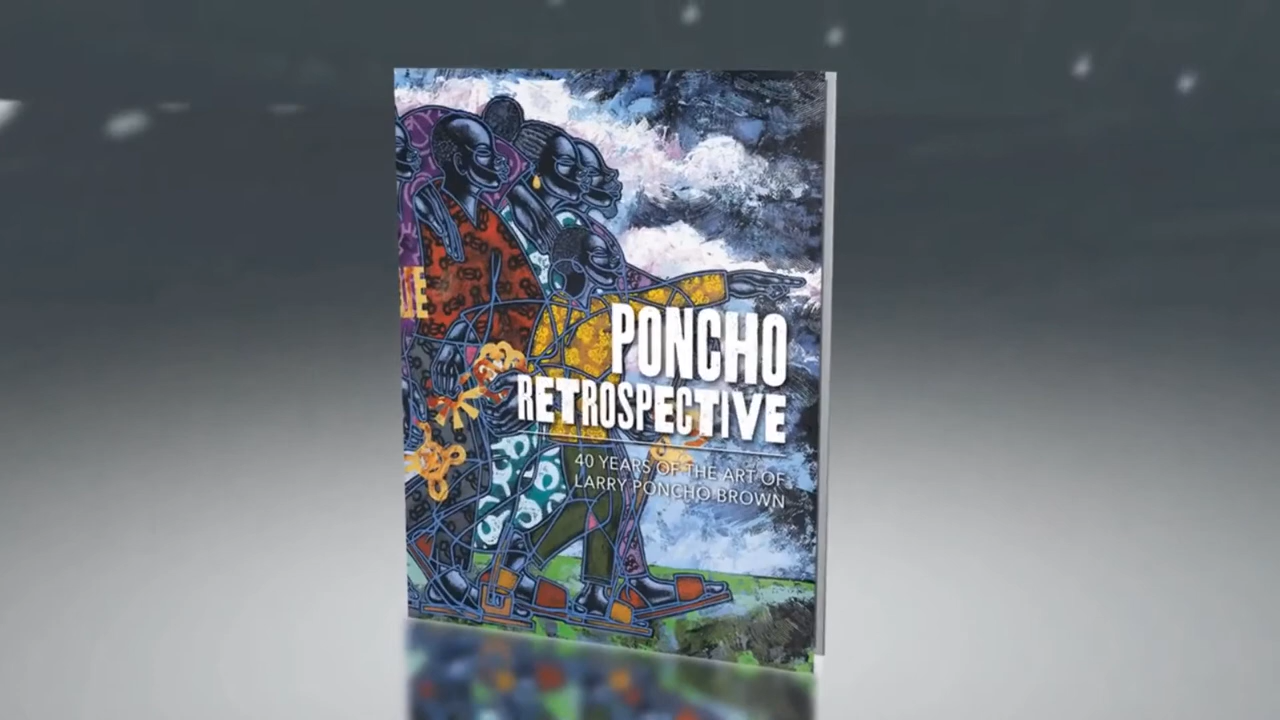 PONCHO
RETROSPECTIVE
40 YEARS OF THE ART OF
LARRY PONCHO BROWN